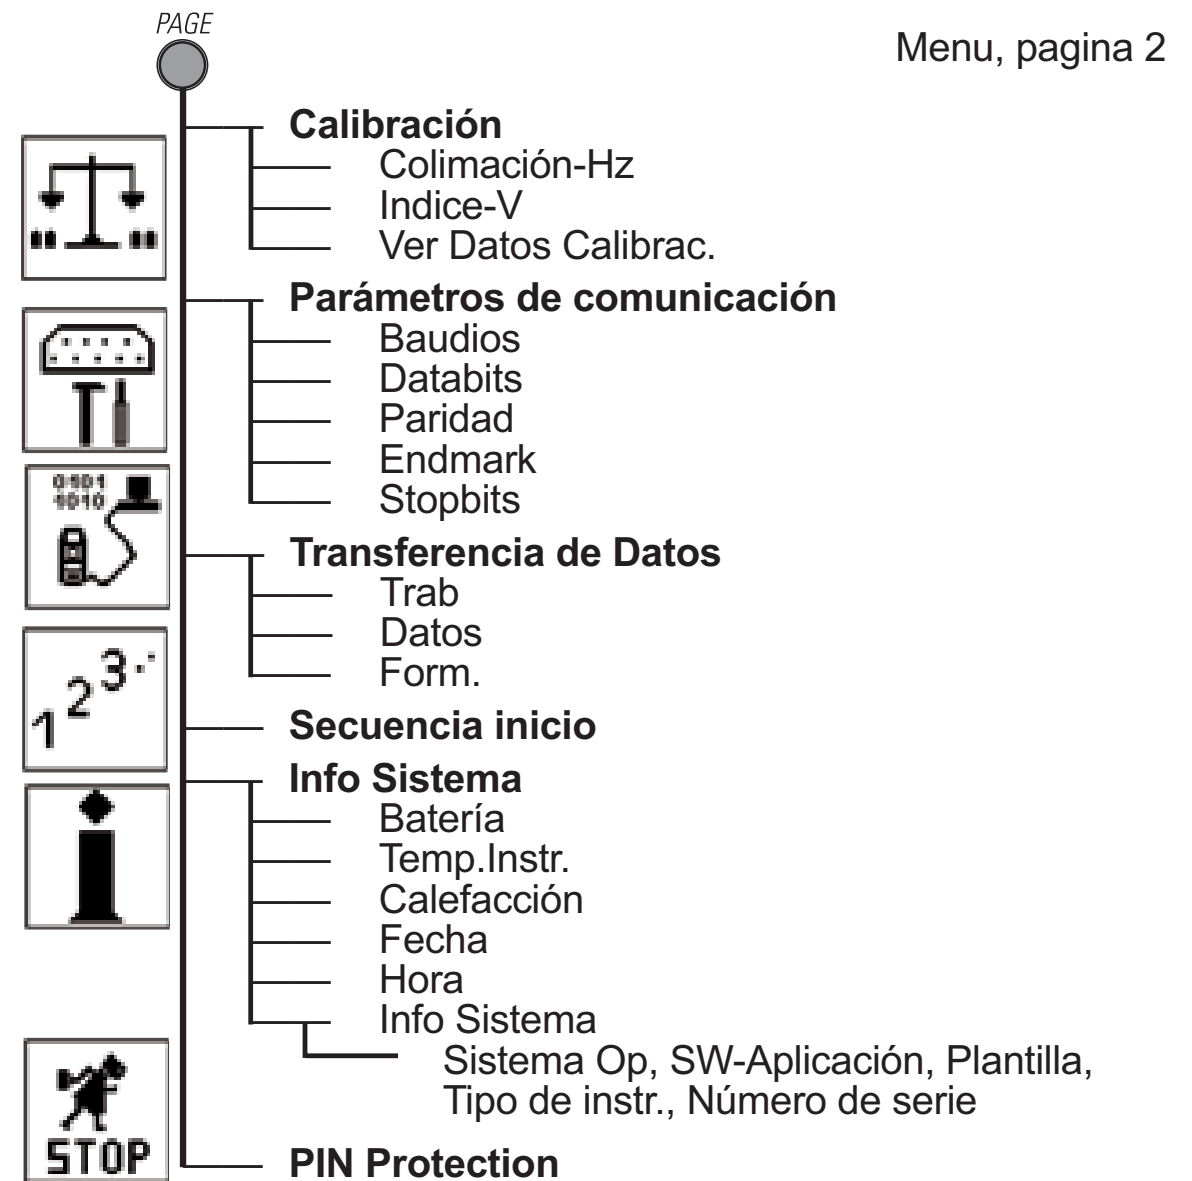 PAGE
Menu, pagina 2
Calibración
Colimación-Hz
Indice-V
Ver Datos Calibrac.
Parámetros de comunicación
Baudios
Databits
Paridad
Endmark
Stopbits
0101
1010
Transferencia de Datos
Trab
Datos
Form.
1 2 3
Secuencia inicio
Info Sistema
Batería
Temp.Instr.
Calefacción
Fecha
Hora
Info Sistema
Sistema Op, SW-Aplicación, Plantilla,
Tipo de instr., Número de serie
STOP
PIN Protection